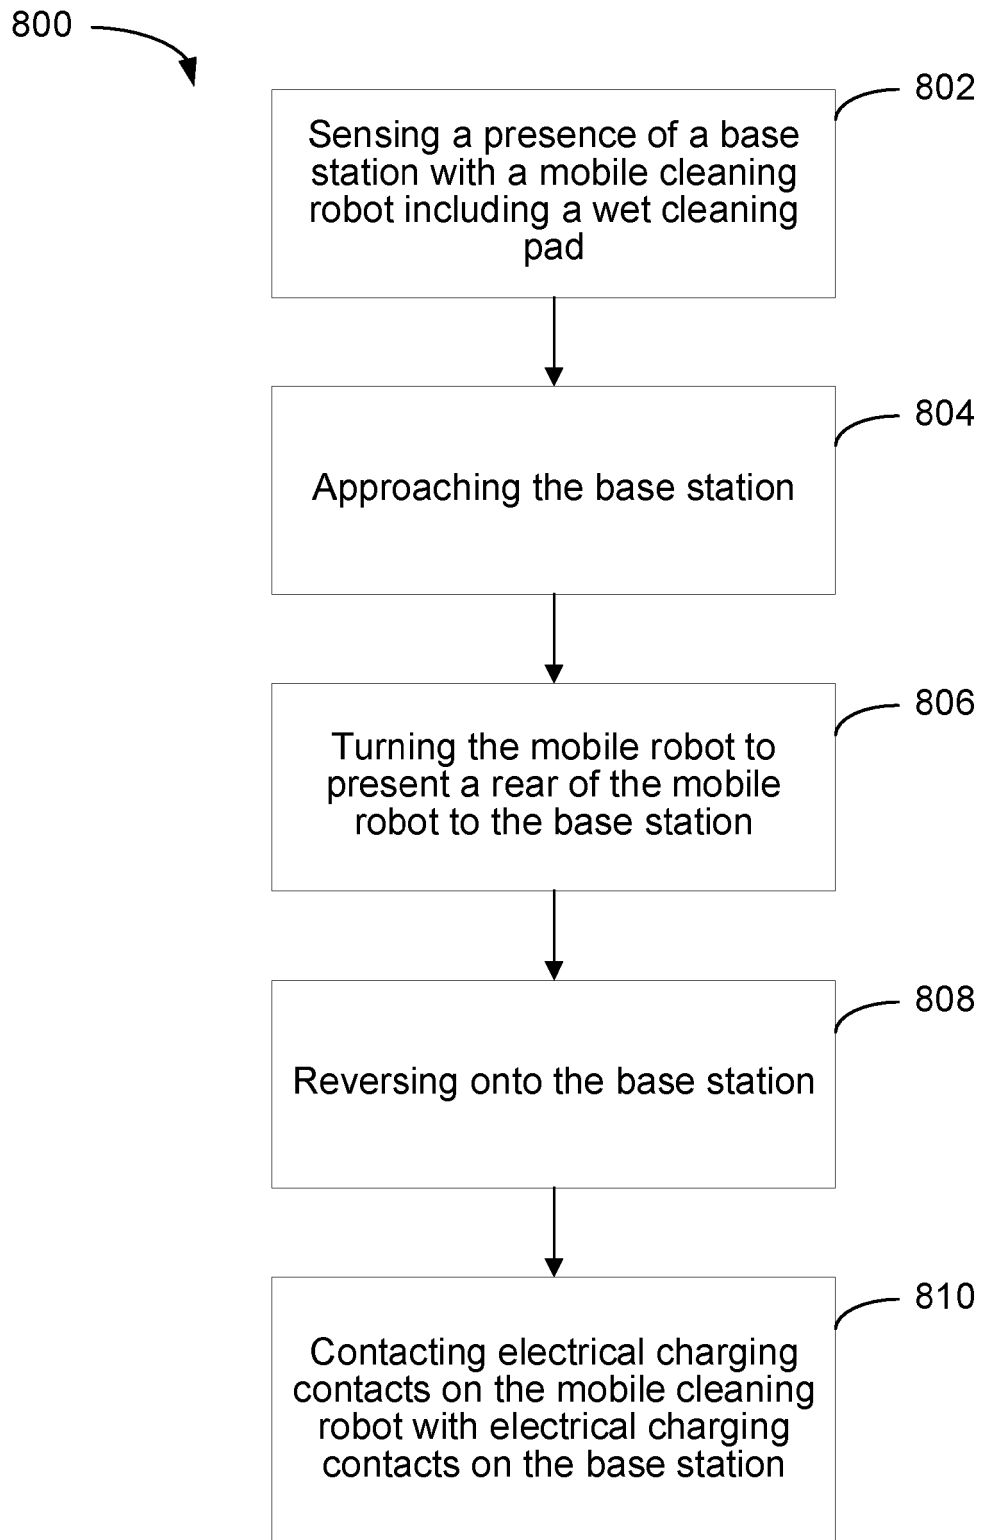 800
802
Sensing a presence of a base
station with a mobile cleaning
robot including a wet cleaning
pad
804
Approaching the base station
806
Turning the mobile robot to
present a rear of the mobile
robot to the base station
808
Reversing onto the base station
810
Contacting electrical charging
contacts on the mobile cleaning
robot with electrical charging
contacts on the base station